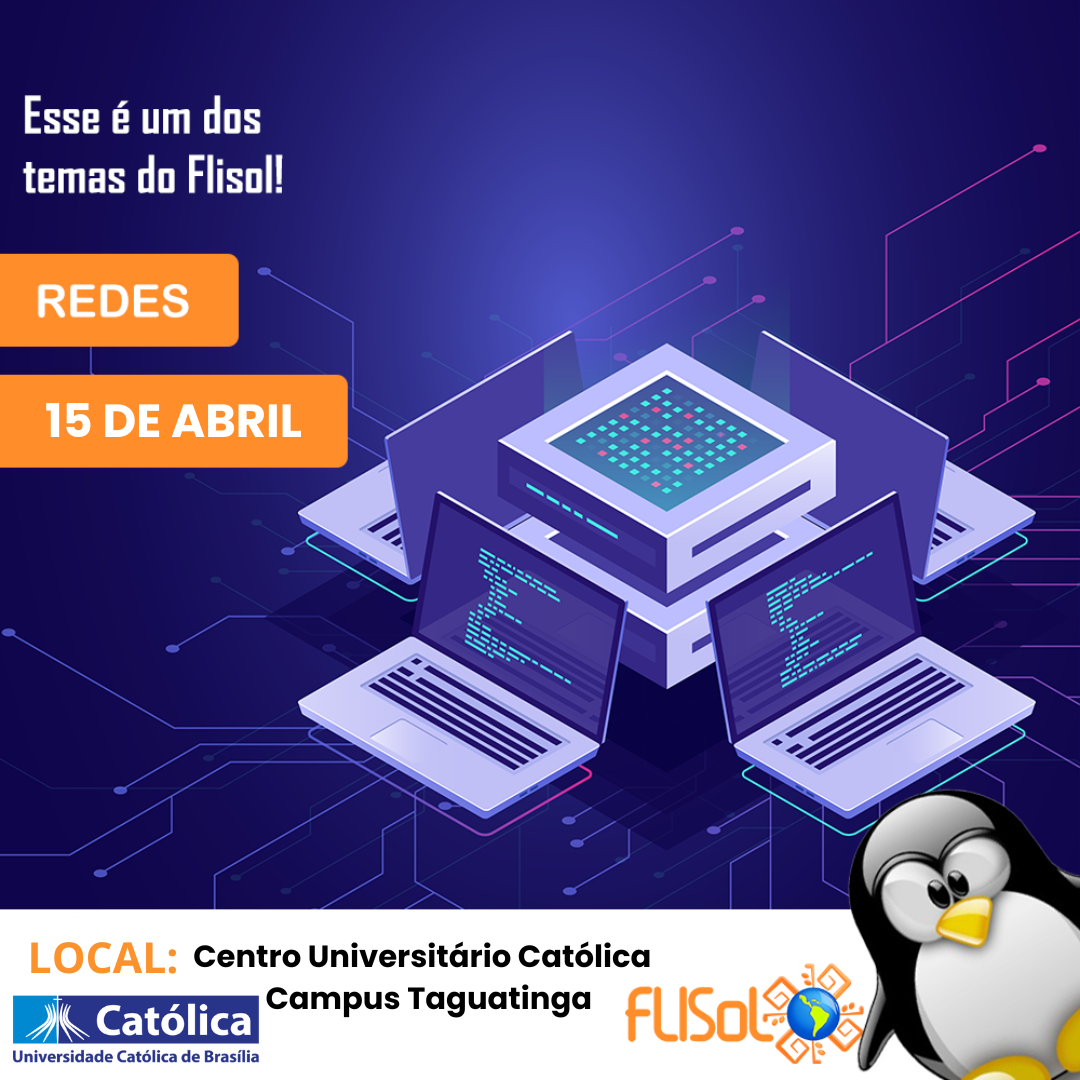 Esse é um dos
temas do Flisol!
REDES
15 DE ABRIL
LOCAL: Centro Universitário Católica
Campus Taguatinga
Católica
Universidade Católica de Brasília
FLISoL